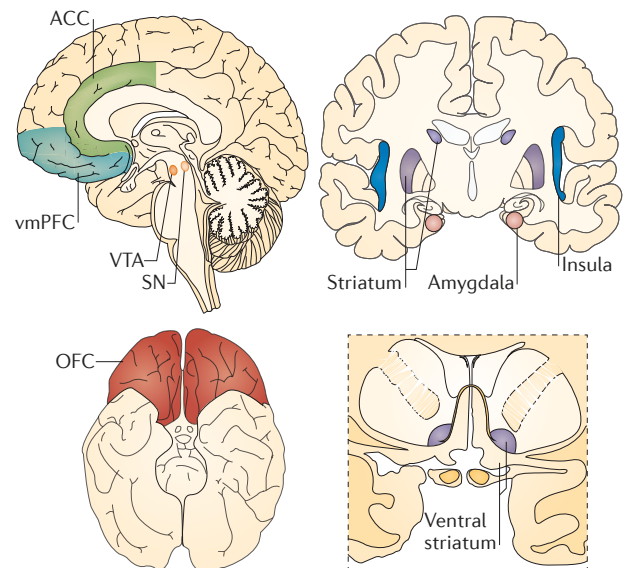 ACC
vmPFC
VTA
SN
Striatum
Amygdala
Insula
OFC
Ventral
striatum